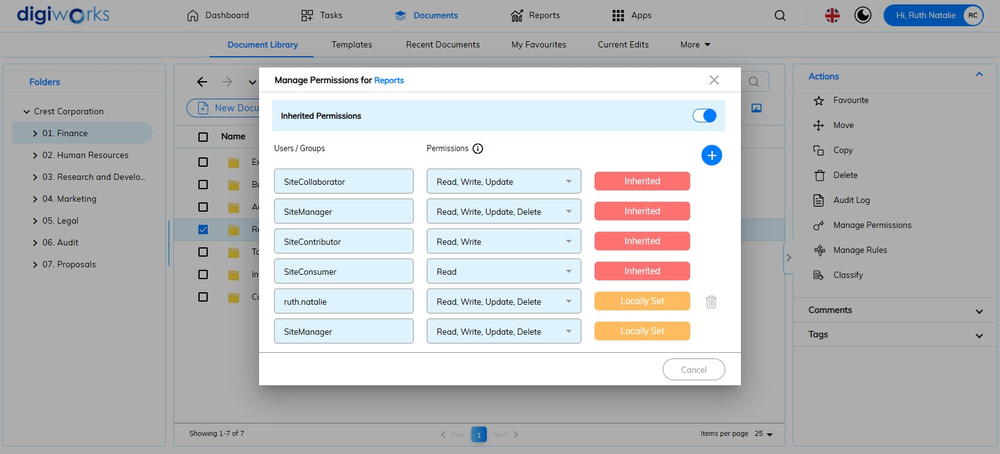 digiworks
Dashboard
Tasks
Documents
Reports
Apps
Hi, Ruth Natalie
RC
Document Library
Templates
Recent Documents
My Favourites
Current Edits
More
Folders
Crest Corporation
01. Finance
02. Human Resources
03. Research and Develo...
04. Marketing
05. Legal
06. Audit
07. Proposals
New Docu
Name
Ex
Bu
Au
Re
Ta
In
Manage Permissions for Reports
Inherited Permissions
Users / Groups
Permissions
SiteCollaborator
Read, Write, Update
Inherited
SiteManager
Read, Write, Update, Delete
Inherited
SiteContributor
Read, Write
Inherited
SiteConsumer
Read
Inherited
ruth.natalie
Read, Write, Update, Delete
Locally Set
SiteManager
Read, Write, Update, Delete
Locally Set
Cancel
Showing 1-7 of 7
Prev
1
Next
Items per page
25
Actions
Favourite
Move
Copy
Delete
Audit Log
Manage Permissions
Manage Rules
Classify
Comments
Tags